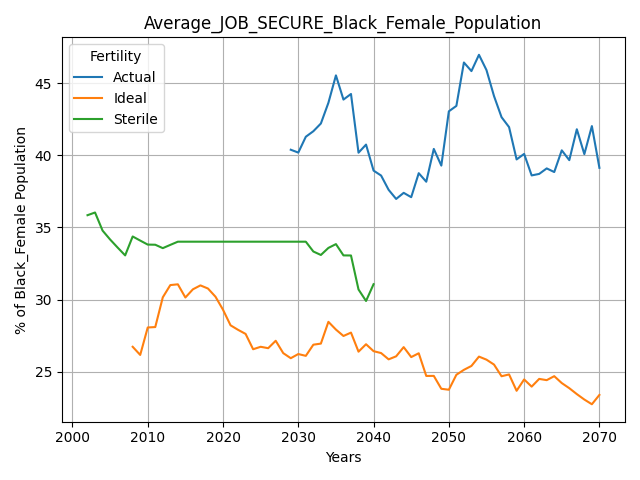 Average_JOB_SECURE_Black_Female_Population
Fertility
Actual
Ideal
Sterile
% of Black_Female Population
45
40
35
30
25
2000 2010 2020 2030 2040 2050 2060 2070
Years